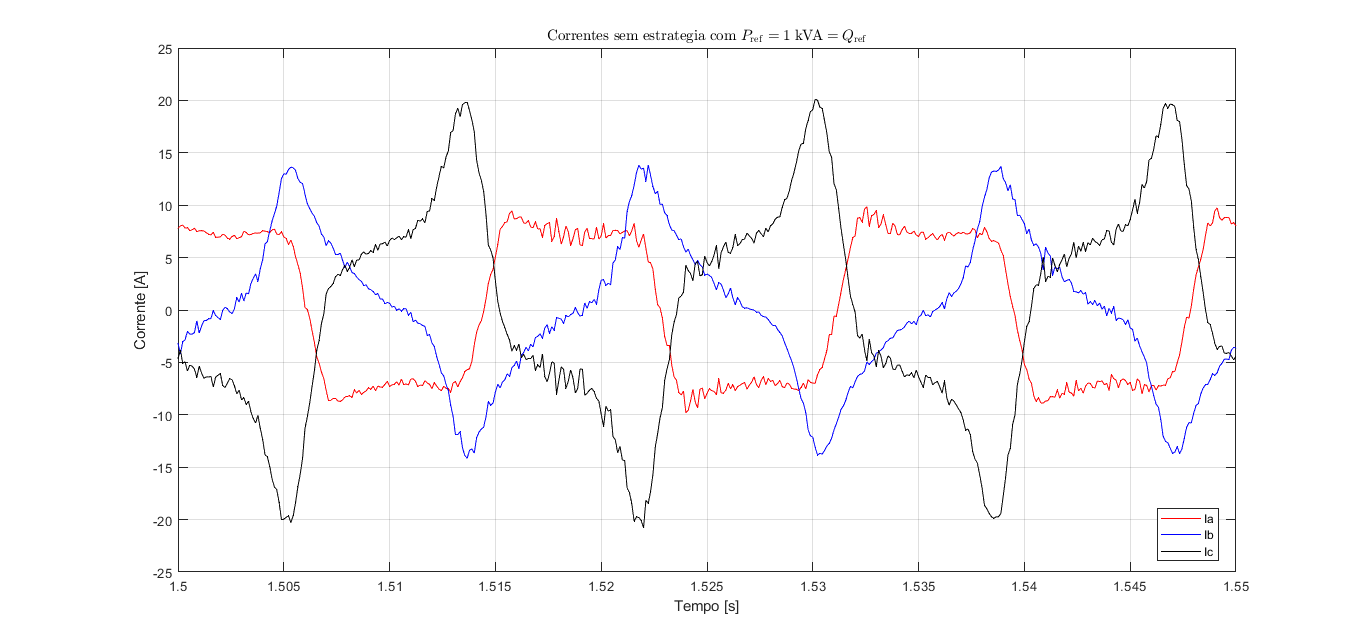 Correntes sem estrategia com P_ref = 1 kVA = Q_ref
25
20
15
10
5
0
-5
-10
-15
-20
-25
Corrente [A]
1.5 1.505 1.51 1.515 1.52 1.525 1.53 1.535 1.54 1.545 1.55
Tempo [s]
Ia
Ib
Ic